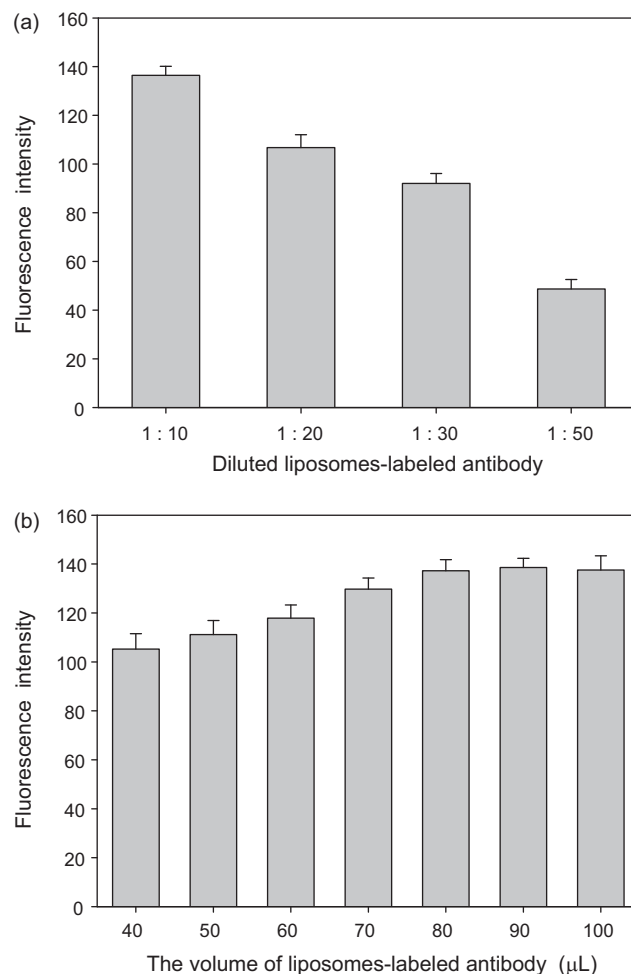 (a)
160
140
120
100
80
60
40
20
0
Fluorescence intensity
1 : 10 1 : 20 1 : 30 1 : 50
Diluted liposomes-labeled antibody
(b)
160
140
120
100
80
60
40
20
0
Fluorescence intensity
40 50 60 70 80 90 100
The volume of liposomes-labeled antibody (μL)